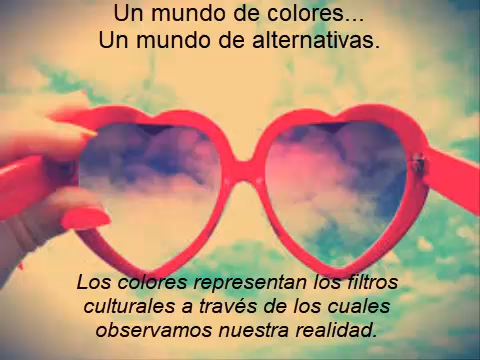 Un mundo de colores...
Un mundo de alternativas.
Los colores representan los filtros
culturales a través de los cuales
observamos nuestra realidad.